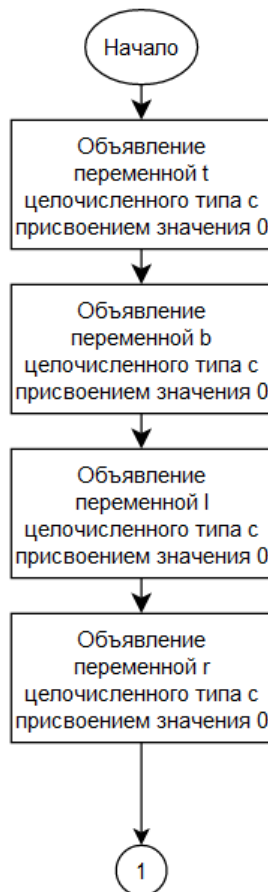 Начало
Объявление
переменной t
целочисленного типа с
присвоением значения 0
Объявление
переменной b
целочисленного типа с
присвоением значения 0
Объявление
переменной l
целочисленного типа с
присвоением значения 0
Объявление
переменной r
целочисленного типа с
присвоением значения 0
1